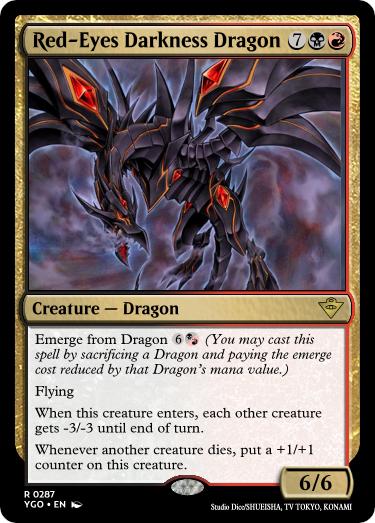 Red-Eyes Darkness Dragon 7
Creature — Dragon
Emerge from Dragon 6 (You may cast this
spell by sacrificing a Dragon and paying the emerge
cost reduced by that Dragon's mana value.)
Flying
When this creature enters, each other creature
gets -3/-3 until end of turn.
Whenever another creature dies, put a +1/+1
counter on this creature.
6/6
R 0287
YGO • EN
Studio Dice/SHUEISHA, TV TOKYO, KONAMI